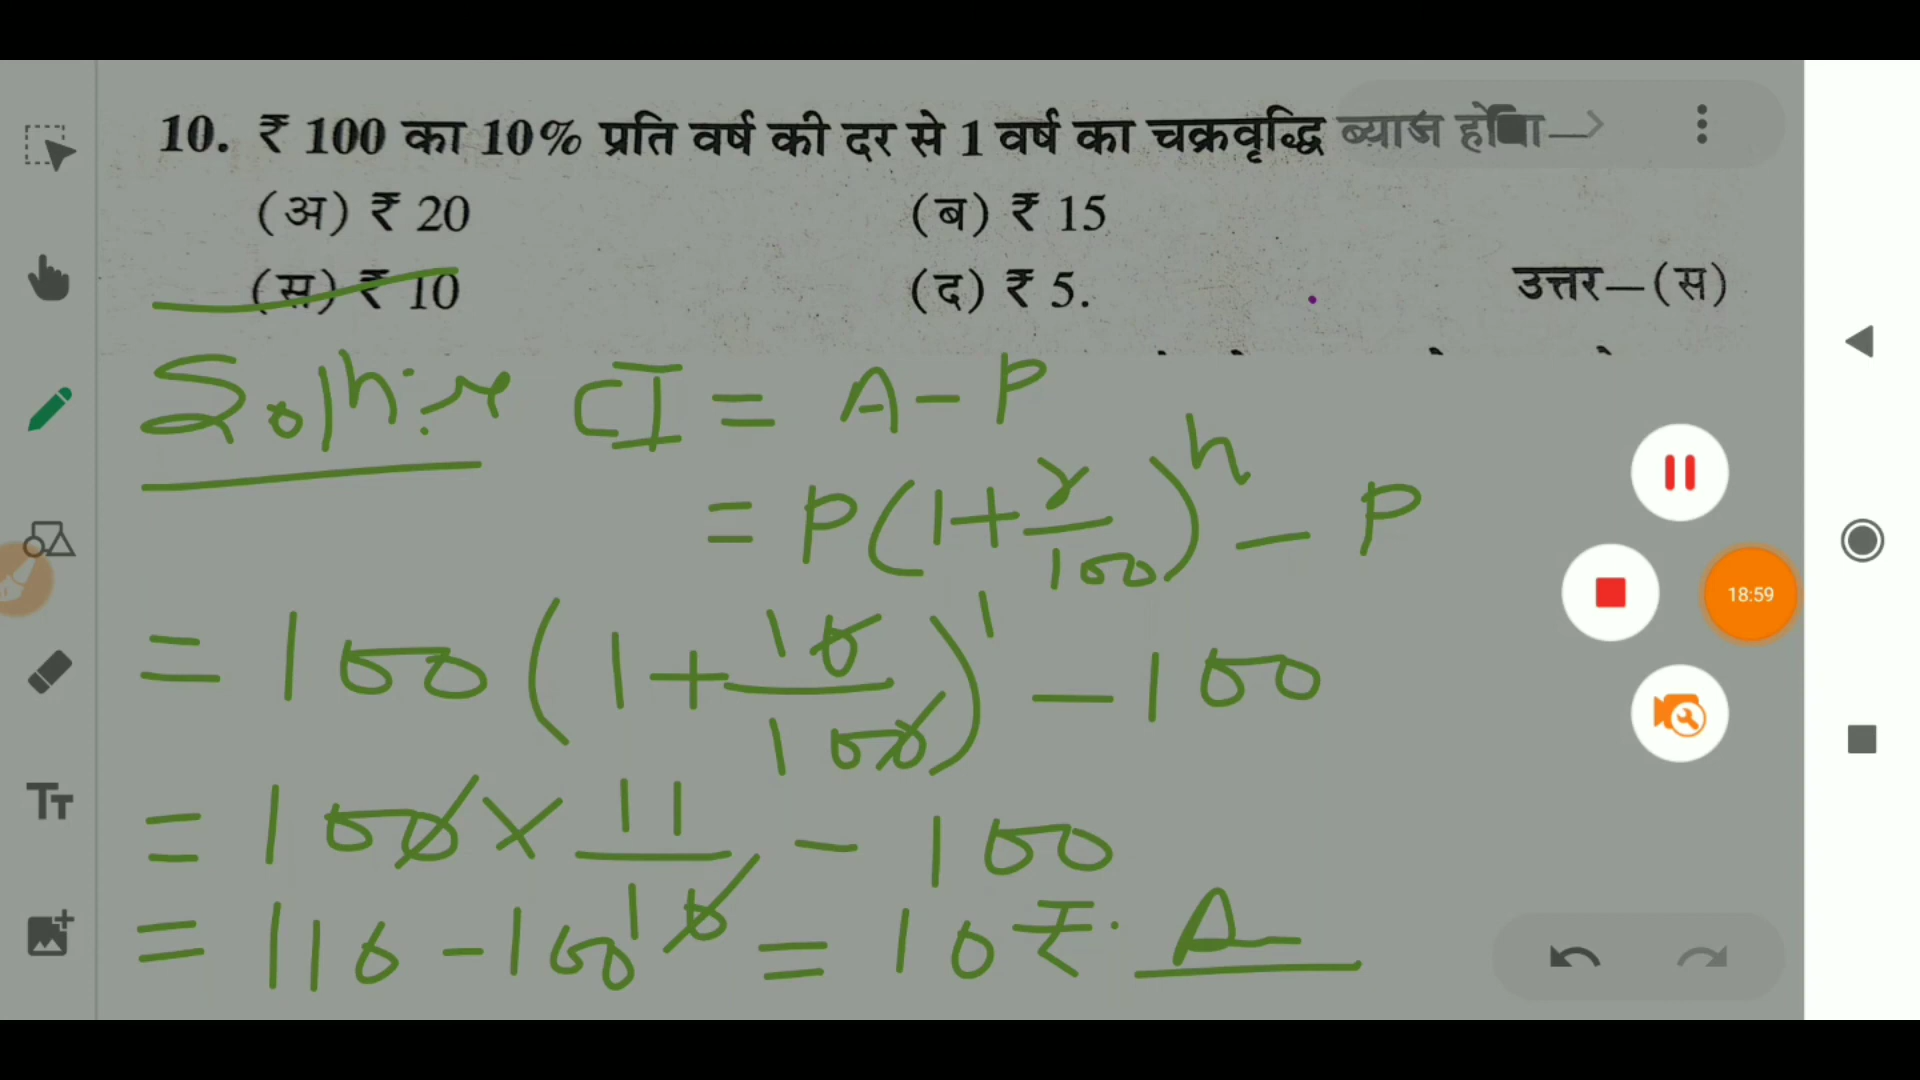 10. ₹ 100 का 10% प्रति वर्ष की दर से 1 वर्ष का चक्रवृद्धि ब्याज होगा—
(अ) ₹ 20 (ब) ₹ 15
(स) ₹ 10 (द) ₹ 5. उत्तर—(स)
CI = A - P
= P(1+r/100)^n - P
= 100(1+10/100)^1 - 100
18:59
= 100 × 11/10 - 100
= 110 - 100 = 10 ₹. A
Tт